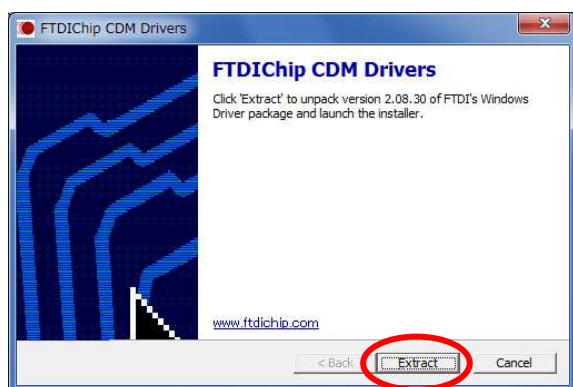 FTDIChip CDM Drivers
FTDIChip CDM Drivers
Click 'Extract' to unpack version 2.08.30 of FTDI's Windows
Driver package and launch the installer.
www.ftdichip.com
< Back Extract Cancel